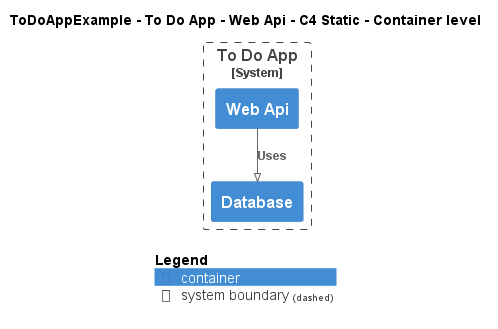 ToDoAppExample - To Do App - Web Api - C4 Static - Container level
To Do App
[System]
Web Api
Uses
Database
Legend
container
system boundary (dashed)